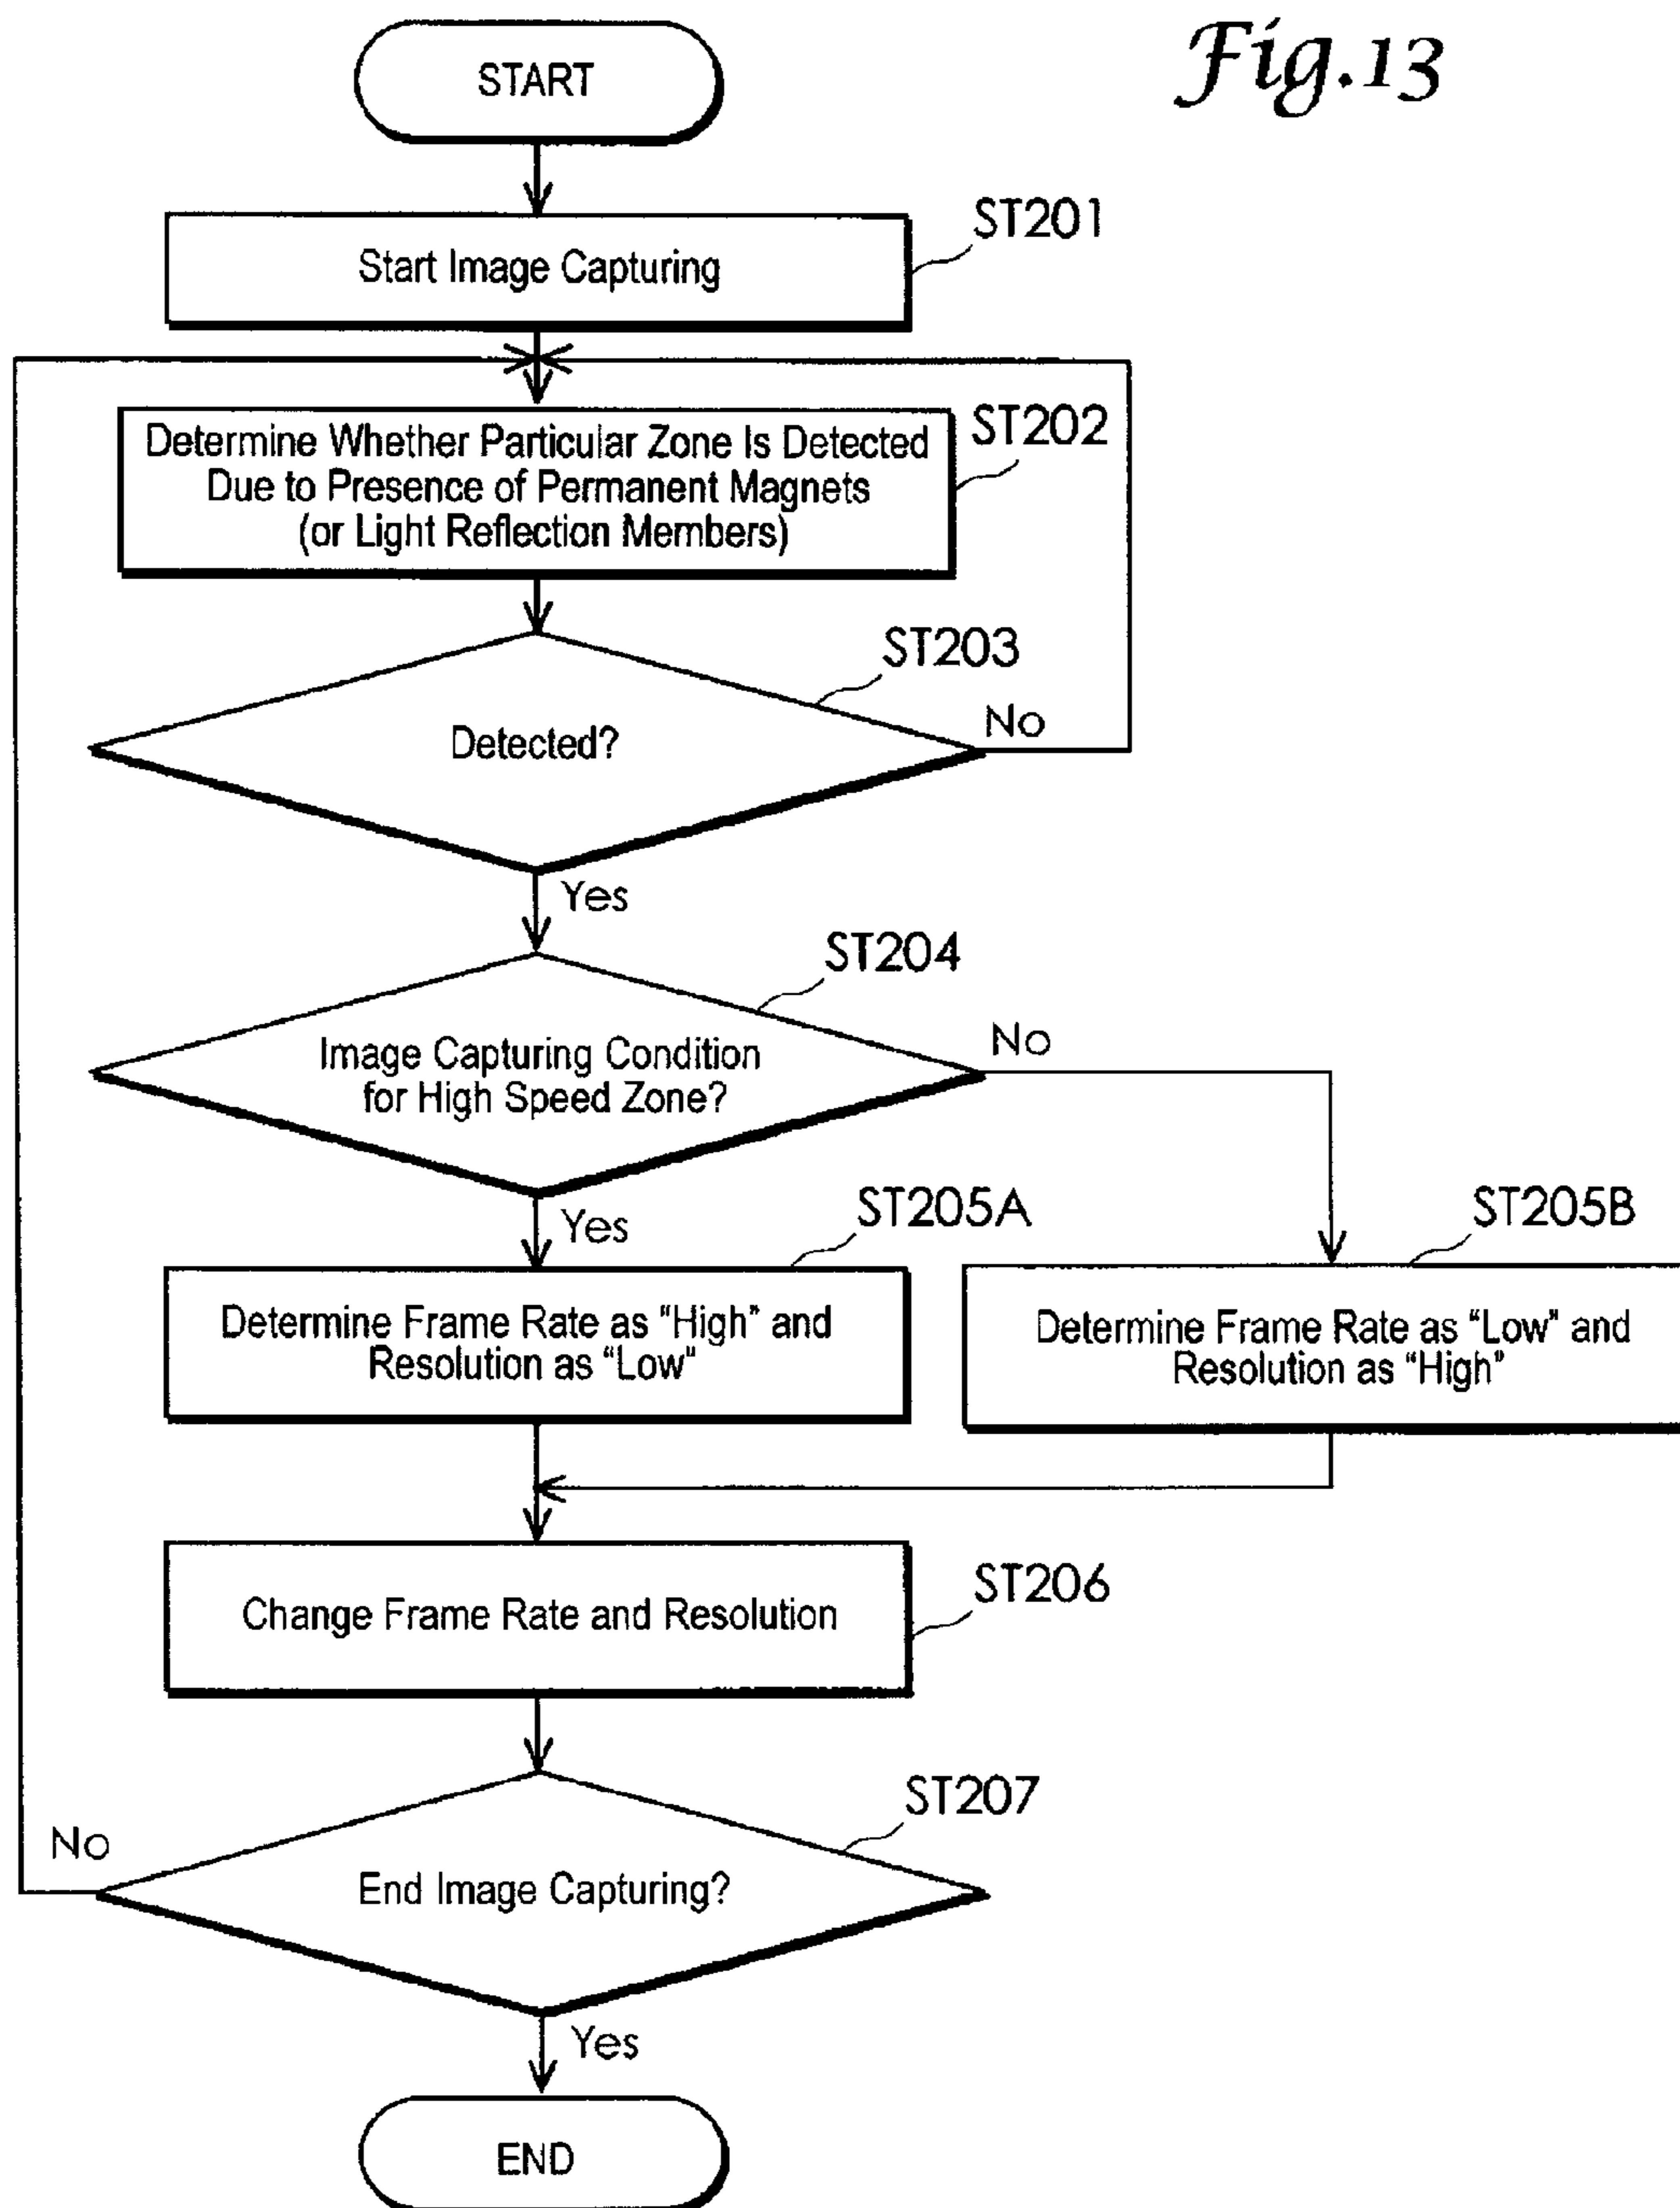 Fig.13
START
ST201
Start Image Capturing
ST202
Determine Whether Particular Zone Is Detected
Due to Presence of Permanent Magnets
(or Light Reflection Members)
ST203
Detected?
No
Yes
ST204
Image Capturing Condition
for High Speed Zone?
No
Yes
ST205A
Determine Frame Rate as "High" and
Resolution as "Low"
ST205B
Determine Frame Rate as "Low" and
Resolution as "High"
ST206
Change Frame Rate and Resolution
ST207
End Image Capturing?
No
Yes
END